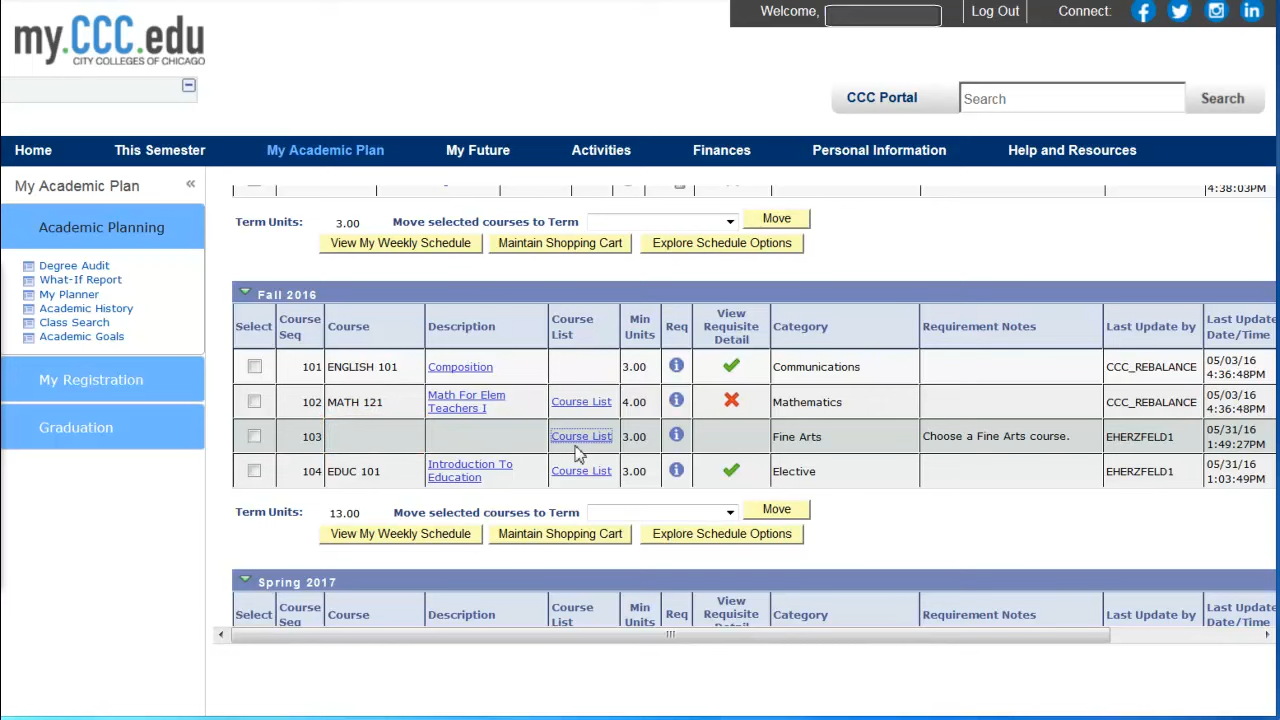 Welcome,
Log Out
Connect:
my.CCC.edu
CITY COLLEGES OF CHICAGO
CCC Portal
Search
Search
Home
This Semester
My Academic Plan
My Future
Activities
Finances
Personal Information
Help and Resources
My Academic Plan «
Academic Planning
Degree Audit
What-If Report
My Planner
Academic History
Class Search
Academic Goals
My Registration
Graduation
4:38:03PM
Term Units: 3.00 Move selected courses to Term Move
View My Weekly Schedule Maintain Shopping Cart Explore Schedule Options
Fall 2016
Select
Course
Seq
Course
Description
Course
List
Min
Units
Req
View
Requisite
Detail
Category
Requirement Notes
Last Update by
Last Update
Date/Time
101 ENGLISH 101 Composition 3.00 Communications CCC_REBALANCE 05/03/16
4:36:48PM
102 MATH 121 Math For Elem
Teachers I Course List 4.00 Mathematics CCC_REBALANCE 05/03/16
4:36:48PM
103 Course List 3.00 Fine Arts Choose a Fine Arts course. EHERZFELD1 05/31/16
1:49:27PM
104 EDUC 101 Introduction To
Education Course List 3.00 Elective EHERZFELD1 05/31/16
1:03:49PM
Term Units: 13.00 Move selected courses to Term Move
View My Weekly Schedule Maintain Shopping Cart Explore Schedule Options
Spring 2017
Select
Course
Seq
Course
Description
Course
List
Min
Units
Req
View
Requisite
Detail
Category
Requirement Notes
Last Update by
Last Update
Date/Time